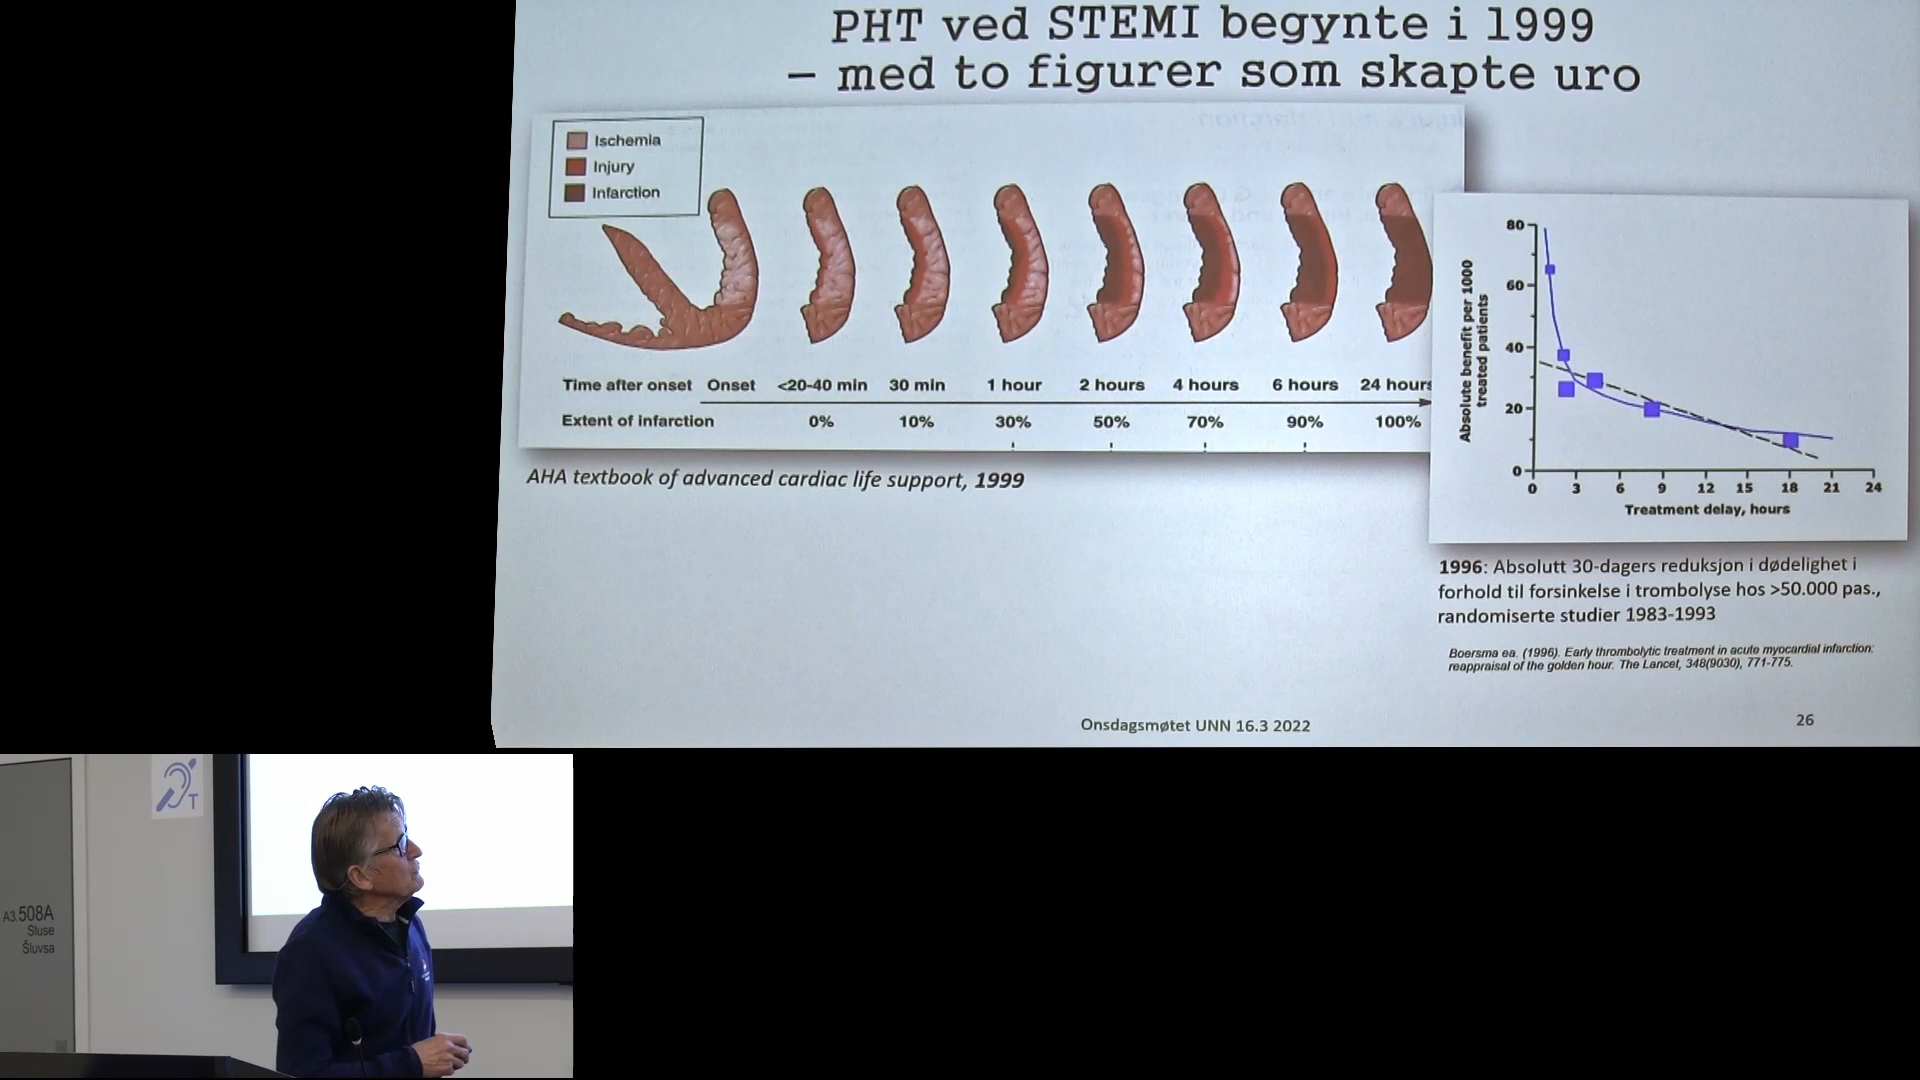 PHT ved STEMI begynte i 1999
– med to figurer som skapte uro
Ischemia
Injury
Infarction
Time after onset Onset <20-40 min 30 min 1 hour 2 hours 4 hours 6 hours 24 hours
Extent of infarction 0% 10% 30% 50% 70% 90% 100%
AHA textbook of advanced cardiac life support, 1999
Absolute benefit per 1000
treated patients
80
60
40
20
0
0 3 6 9 12 15 18 21 24
Treatment delay, hours
1996: Absolutt 30-dagers reduksjon i dødelighet i
forhold til forsinkelse i trombolyse hos >50.000 pas.,
randomiserte studier 1983-1993
Boersma ea. (1996). Early thrombolytic treatment in acute myocardial infarction:
reappraisal of the golden hour. The Lancet, 348(9030), 771-775.
Onsdagsmøtet UNN 16.3 2022
26
T
A3.508A
Sluse
Šluvsa